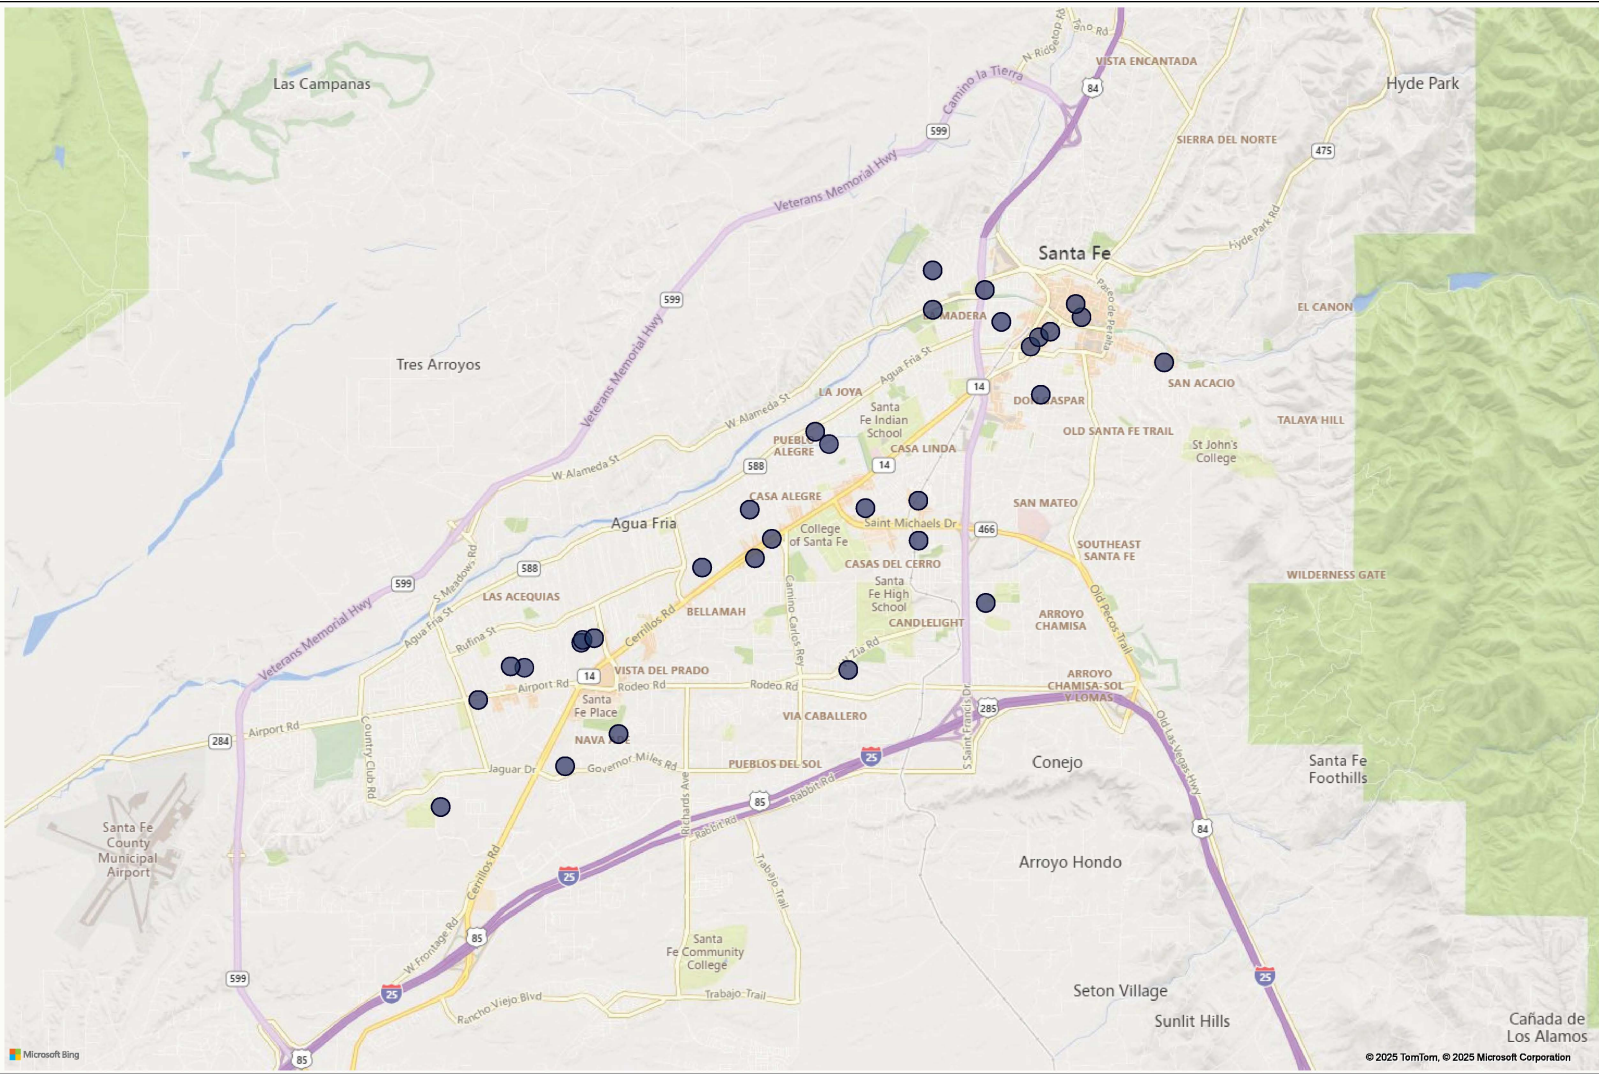 Tano Rd
N Ridgetop Rd
VISTA ENCANTADA
Las Campanas
Camino la Tierra
84
Hyde Park
599
SIERRA DEL NORTE
475
Veterans Memorial Hwy
Hyde Park Rd
Santa Fe
Paseo de Peralta
599
EL CANON
MADERA
Veterans Memorial Hwy
Agua Fria St
Tres Arroyos
SAN ACACIO
14
LA JOYA
W Alameda St
DON GASPAR
Santa
Fe Indian
School
TALAYA HILL
OLD SANTA FE TRAIL
PUEBLO
ALEGRE
St John's
College
CASA LINDA
588
14
W Alameda St
CASA ALEGRE
SAN MATEO
Agua Fria
Saint Michaels Dr
466
College
of Santa Fe
SOUTHEAST
SANTA FE
S Meadows Rd
588
CASAS DEL CERRO
WILDERNESS GATE
599
LAS ACEQUIAS
Santa
Fe High
School
Camino Carlos Rey
Old Pecos Trail
Veterans Memorial Hwy
Agua Fria St
BELLAMAH
ARROYO
CHAMISA
CANDLELIGHT
Rufina St
Cerrillos Rd
W Zia Rd
VISTA DEL PRADO
14
ARROYO
CHAMISA-SOL
Y LOMAS
Airport Rd
Rodeo Rd
Rodeo Rd
Santa
Fe Place
285
S Saint Francis Dr
VIA CABALLERO
Airport Rd
284
Country Club Rd
NAVA ADE
Old Las Vegas Hwy
25
Jaguar Dr
Governor Miles Rd
PUEBLOS DEL SOL
Conejo
Santa Fe
Foothills
Richards Ave
85
Rabbit Rd
Rabbit Rd
84
Santa Fe
County
Municipal
Airport
Arroyo Hondo
Cerrillos Rd
25
Trabajo Trail
W Frontage Rd
85
Santa
Fe Community
College
599
25
25
Trabajo Trail
Rancho Viejo Blvd
Seton Village
Sunlit Hills
Cañada de
Los Alamos
85
Microsoft Bing
© 2025 TomTom, © 2025 Microsoft Corporation